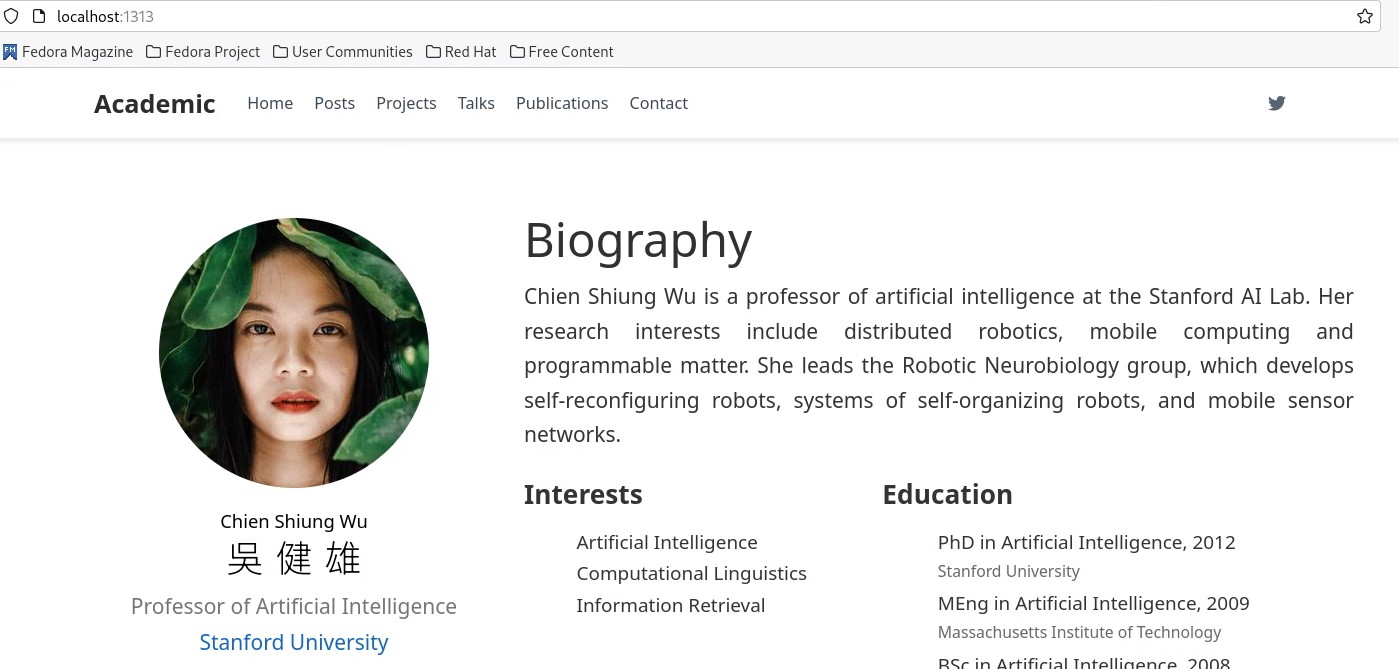 localhost:1313
Fedora Magazine Fedora Project User Communities Red Hat Free Content
Academic Home Posts Projects Talks Publications Contact
Biography
Chien Shiung Wu is a professor of artificial intelligence at the Stanford AI Lab. Her
research interests include distributed robotics, mobile computing and
programmable matter. She leads the Robotic Neurobiology group, which develops
self-reconfiguring robots, systems of self-organizing robots, and mobile sensor
networks.
Chien Shiung Wu
吳健雄
Professor of Artificial Intelligence
Stanford University
Interests
Artificial Intelligence
Computational Linguistics
Information Retrieval
Education
PhD in Artificial Intelligence, 2012
Stanford University
MEng in Artificial Intelligence, 2009
Massachusetts Institute of Technology
BSc in Artificial Intelligence, 2008